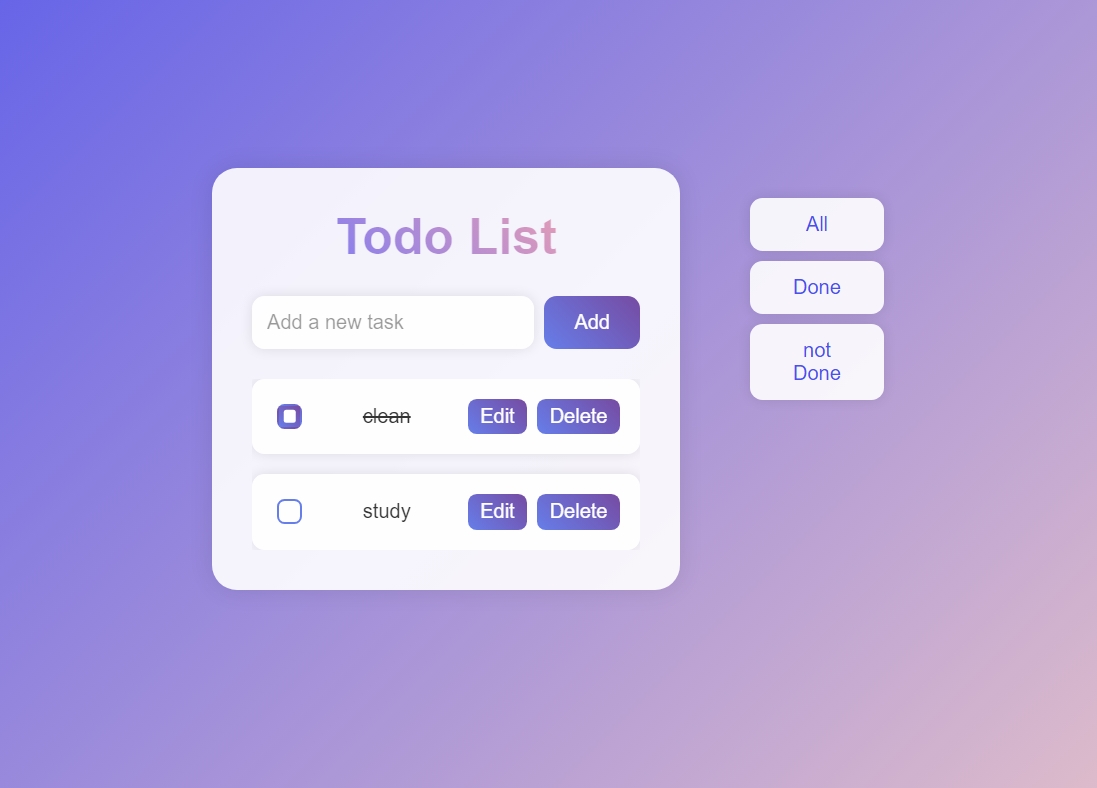 Todo List
Add a new task
Add
clean
Edit
Delete
study
Edit
Delete
All
Done
not
Done